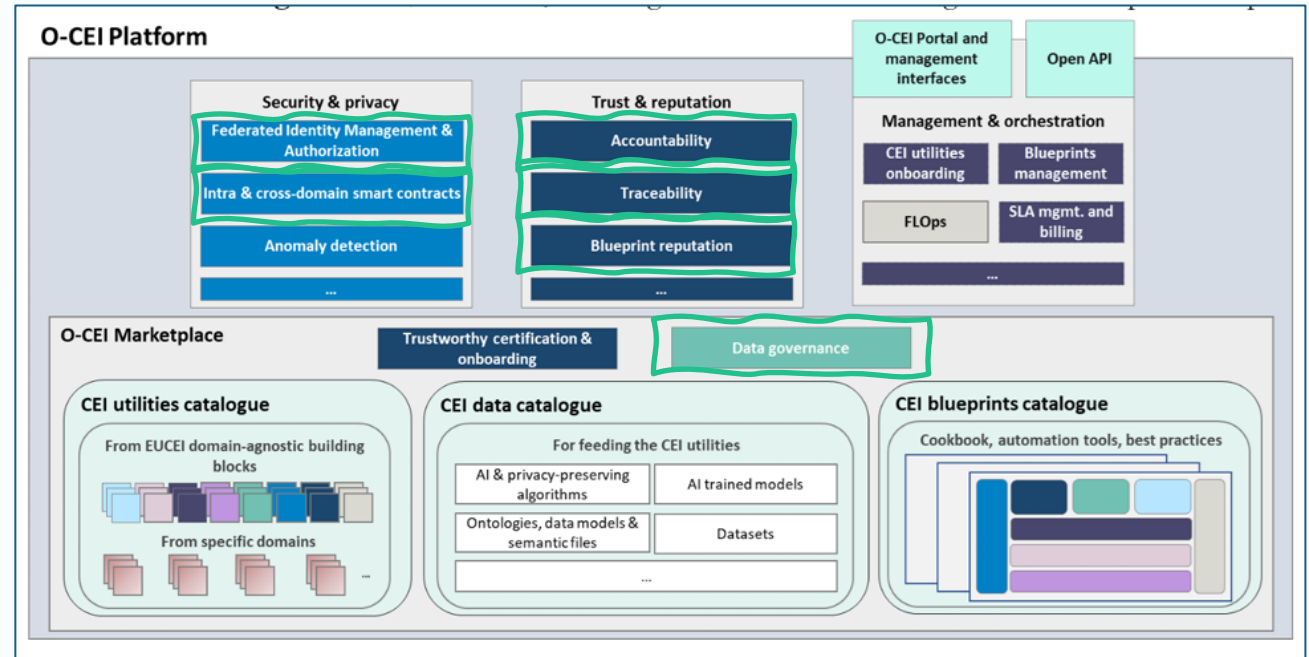 O-CEI Platform
O-CEI Portal and
management
interfaces
Open API
Security & privacy
Federated Identity Management &
Authorization
Intra & cross-domain smart contracts
Anomaly detection
...
Trust & reputation
Accountability
Traceability
Blueprint reputation
...
Management & orchestration
CEI utilities
onboarding
Blueprints
management
FLOps
SLA mgmt. and
billing
...
O-CEI Marketplace
Trustworthy certification &
onboarding
Data governance
CEI utilities catalogue
From EUCEI domain-agnostic building
blocks
From specific domains
...
CEI data catalogue
For feeding the CEI utilities
AI & privacy-preserving
algorithms
AI trained models
Ontologies, data models &
semantic files
Datasets
...
CEI blueprints catalogue
Cookbook, automation tools, best practices